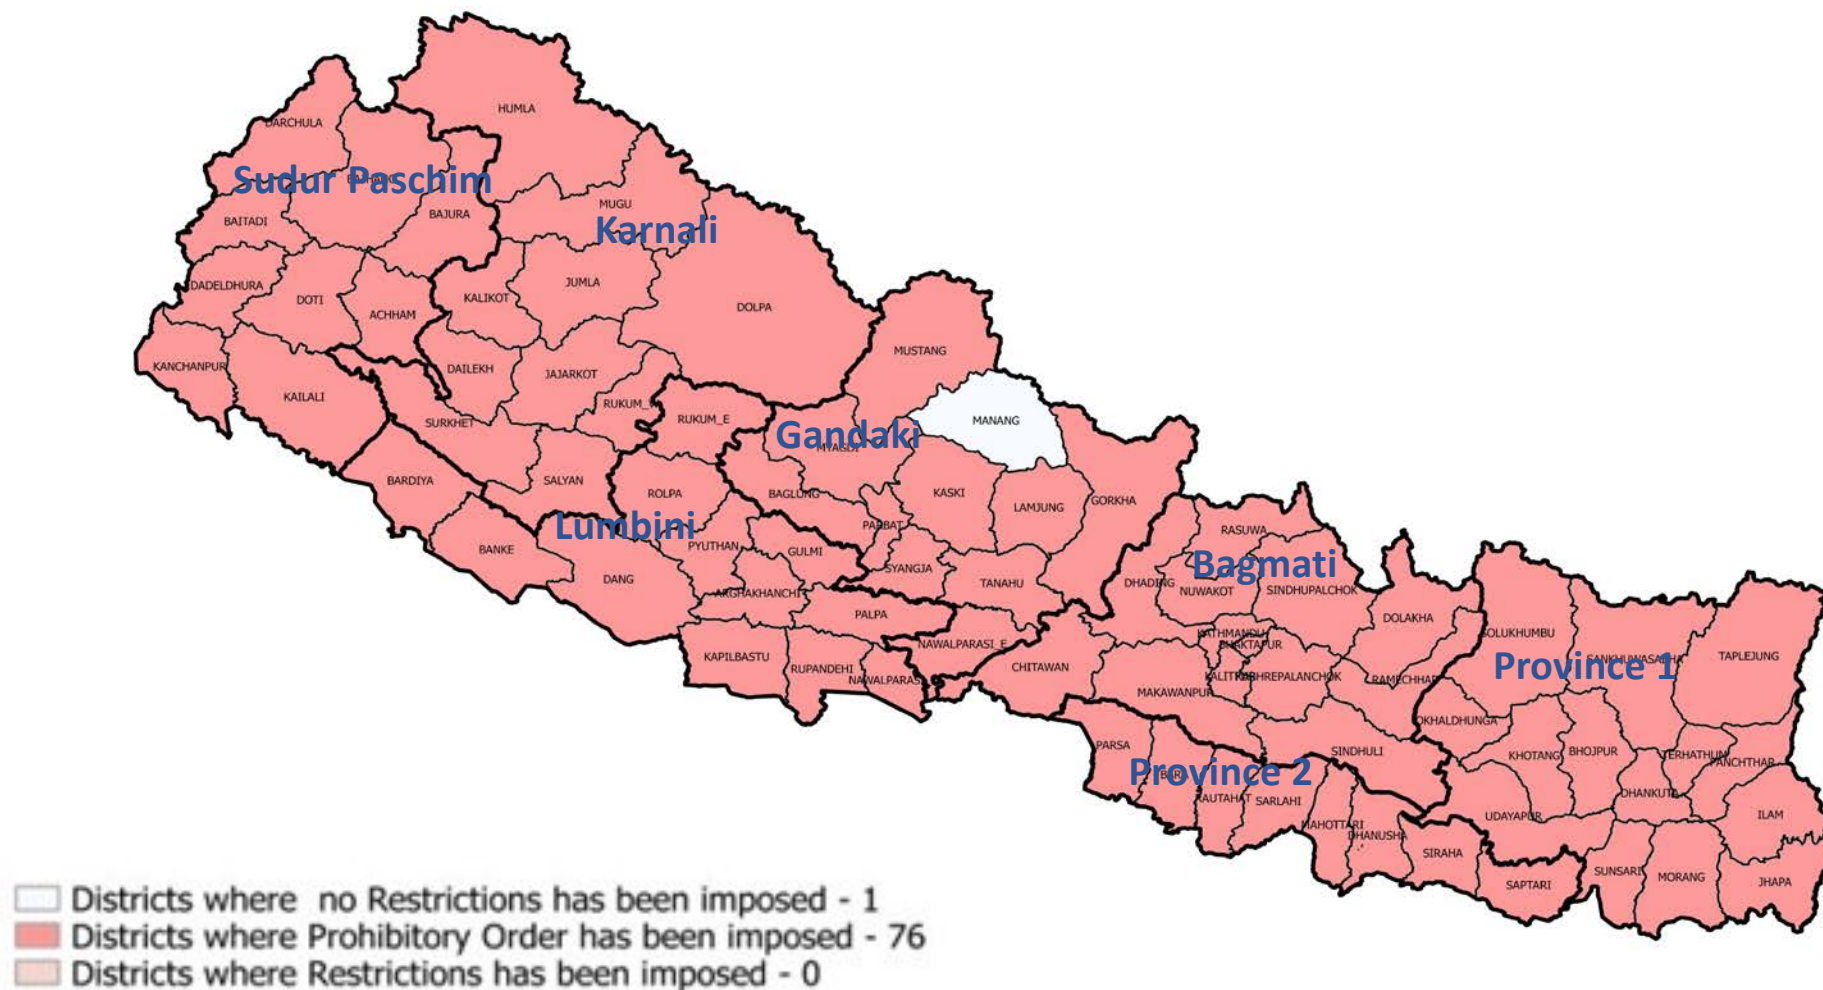 HUMLA
DARCHULA
Sudur Paschim
MUGU
BAITADI
BAJURA
Karnali
DADELDHURA
DOTI
ACHHAM
KALIKOT
JUMLA
DOLPA
MUSTANG
KANCHANPUR
KAILALI
DAILEKH
JAJARKOT
RUKUM_W
RUKUM_E
SURKHET
Gandaki
MYAGDI
MANANG
BARDIYA
SALYAN
ROLPA
BAGLUNG
KASKI
LAMJUNG
GORKHA
Lumbini
PARBAT
BANKE
PYUTHAN
GULMI
RASUWA
DANG
SYANGJA
TANAHU
Bagmati
DHADING
NUWAKOT
SINDHUPALCHOK
ARGHAKHANCHI
PALPA
DOLAKHA
KATHMANDU
BHAKTAPUR
NAWALPARASI_E
SOLUKHUMBU
KAPILBASTU
RUPANDEHI
NAWALPARASI
CHITAWAN
Province 1
SANKHUWASABHA
TAPLEJUNG
MAKAWANPUR
RAMECHHAP
OKHALDHUNGA
PARSA
SINDHULI
KHOTANG
BHOJPUR
TERHATHUM
PANCHTHAR
Province 2
BARA
RAUTAHAT
SARLAHI
DHANKUTA
MAHOTTARI
DHANUSHA
UDAYAPUR
ILAM
SIRAHA
SAPTARI
SUNSARI
MORANG
JHAPA
Districts where no Restrictions has been imposed - 1
Districts where Prohibitory Order has been imposed - 76
Districts where Restrictions has been imposed - 0